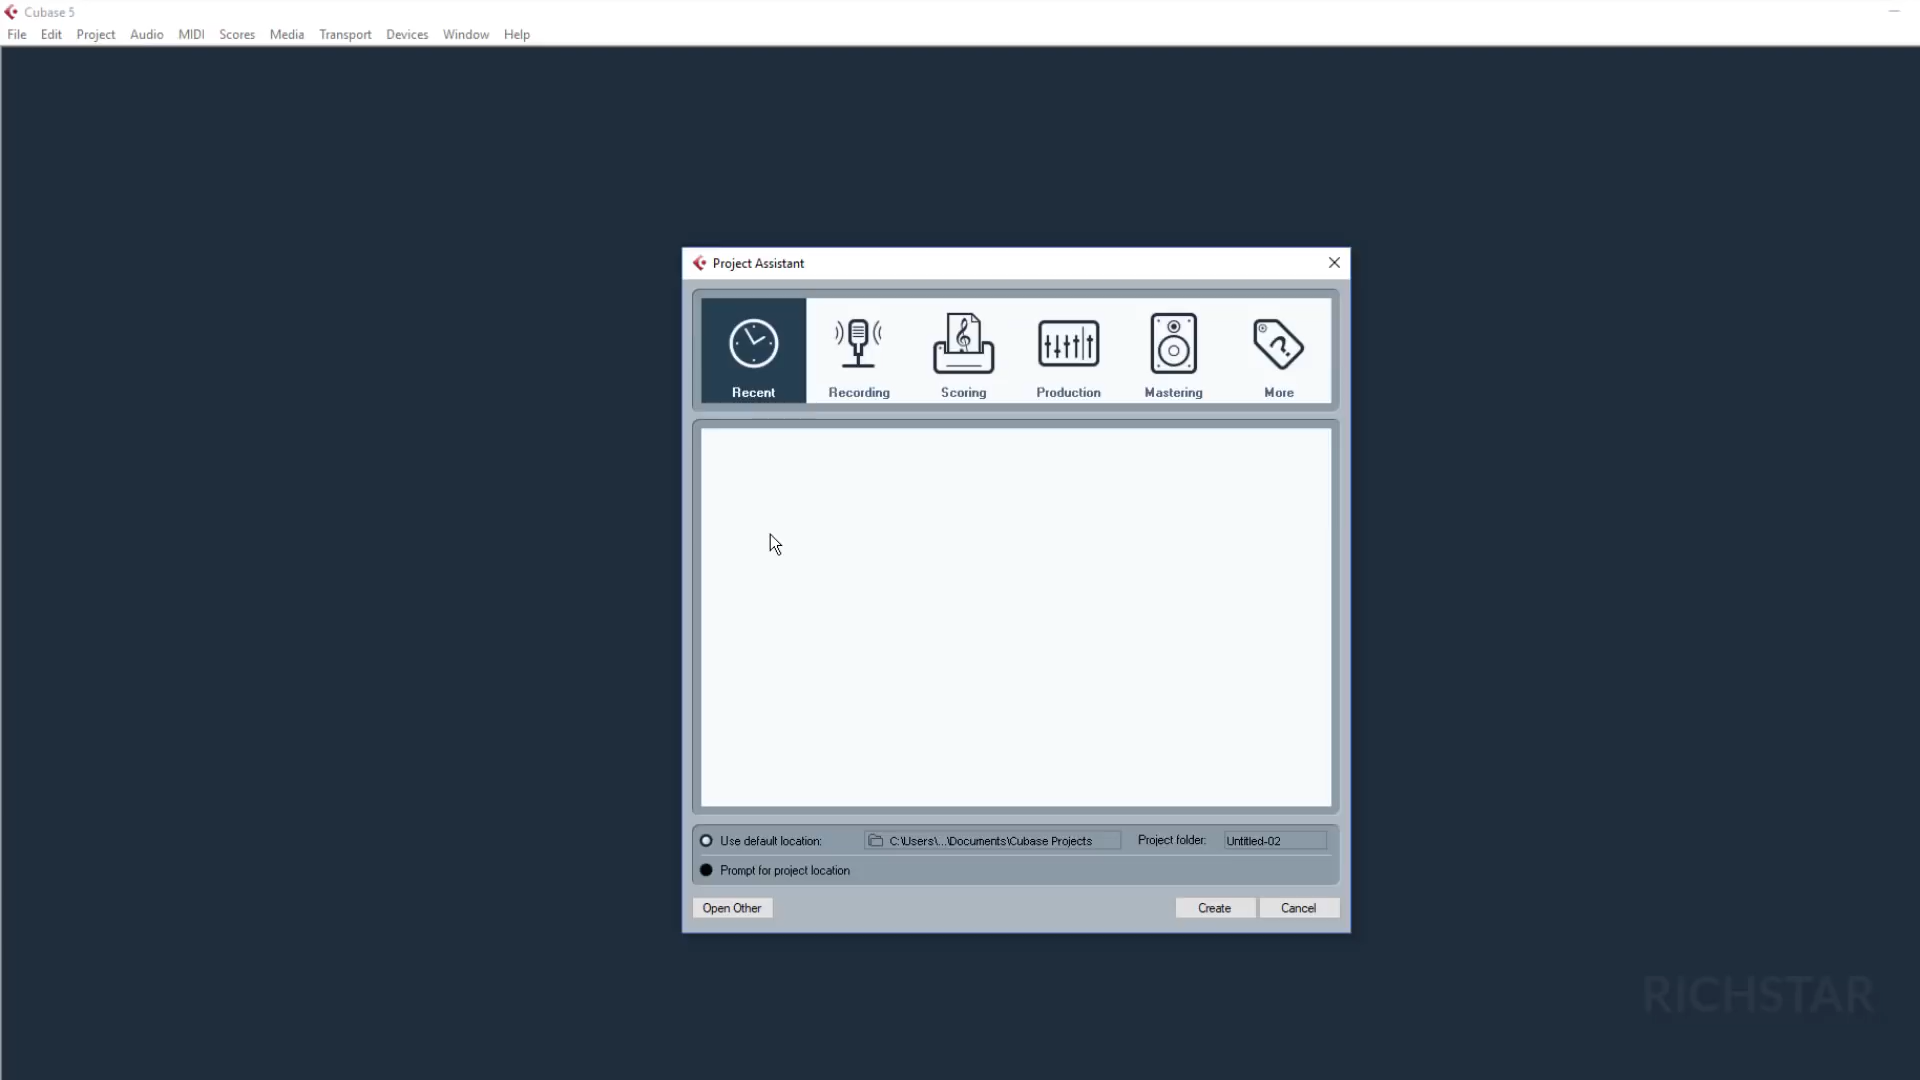 Cubase 5
File Edit Project Audio MIDI Scores Media Transport Devices Window Help
Project Assistant
Recent Recording Scoring Production Mastering More
Use default location: C:\Users\...\Documents\Cubase Projects Project folder: Untitled-02
Prompt for project location
Open Other Create Cancel
RICHSTAR